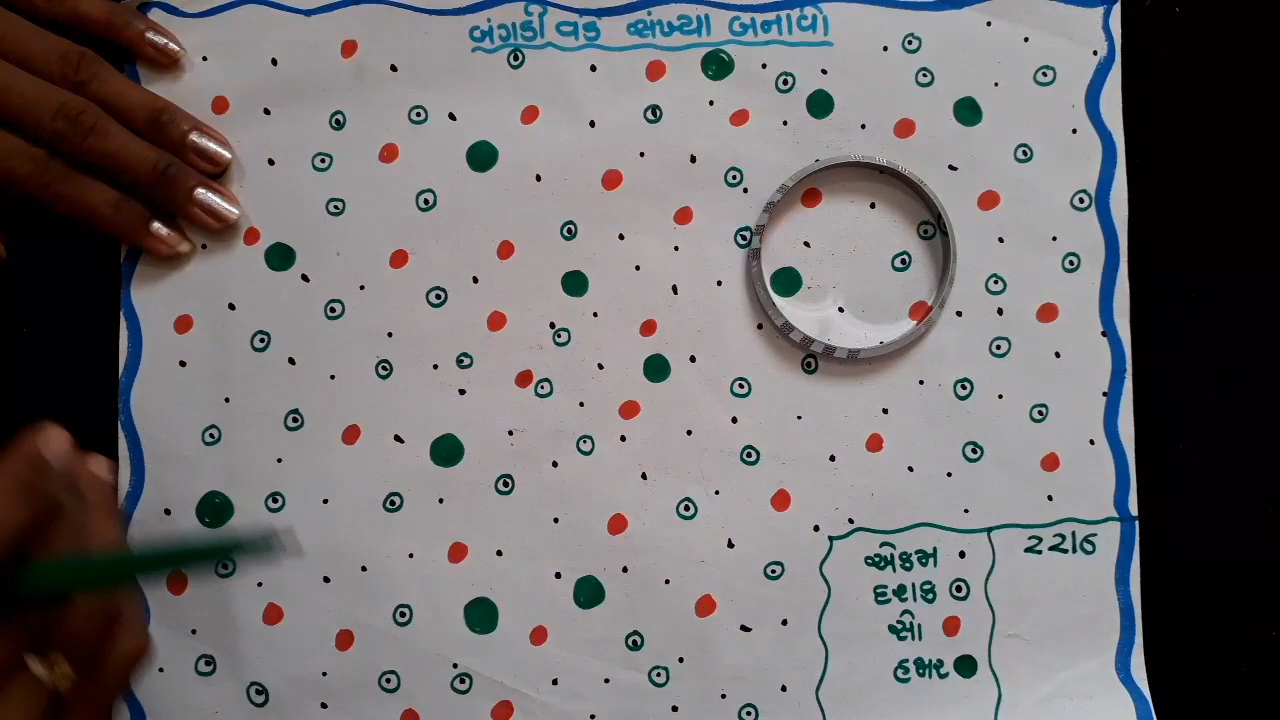 બંગડી વડે સંખ્યા બનાવો
એકમ
દશક
સો
હજાર
2216